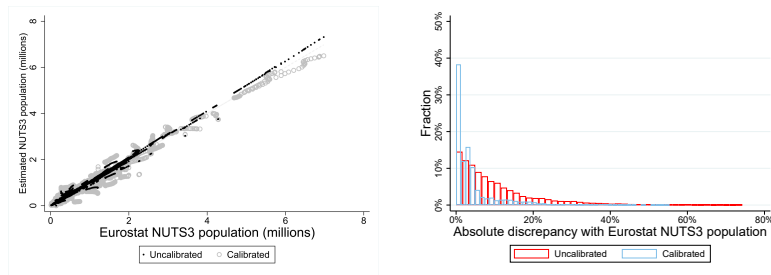 Estimated NUTS3 population (millions)
8
6
4
2
0
0 2 4 6 8
Eurostat NUTS3 population (millions)
Uncalibrated Calibrated
Fraction
50%
40%
30%
20%
10%
0%
0% 20% 40% 60% 80%
Absolute discrepancy with Eurostat NUTS3 population
Uncalibrated Calibrated